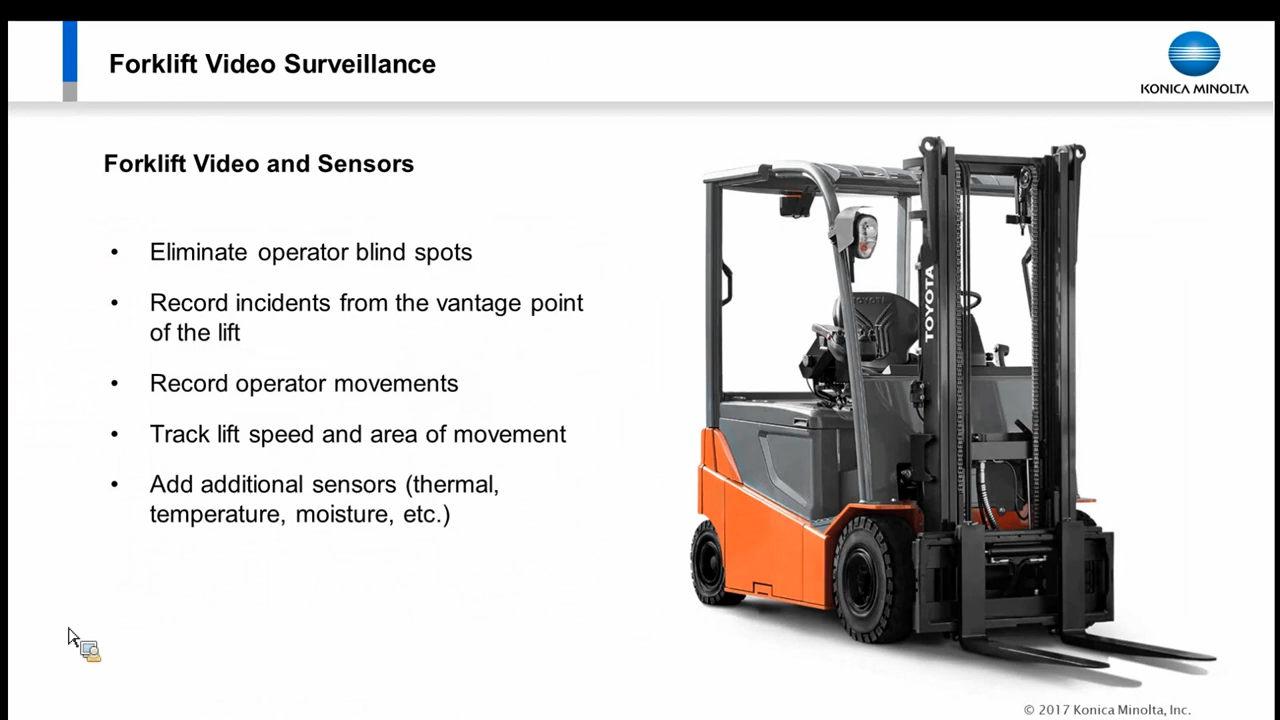 Forklift Video Surveillance
KONICA MINOLTA
Forklift Video and Sensors
• Eliminate operator blind spots
• Record incidents from the vantage point
of the lift
• Record operator movements
• Track lift speed and area of movement
• Add additional sensors (thermal,
temperature, moisture, etc.)
TOYOTA
TOYOTA
© 2017 Konica Minolta, Inc.